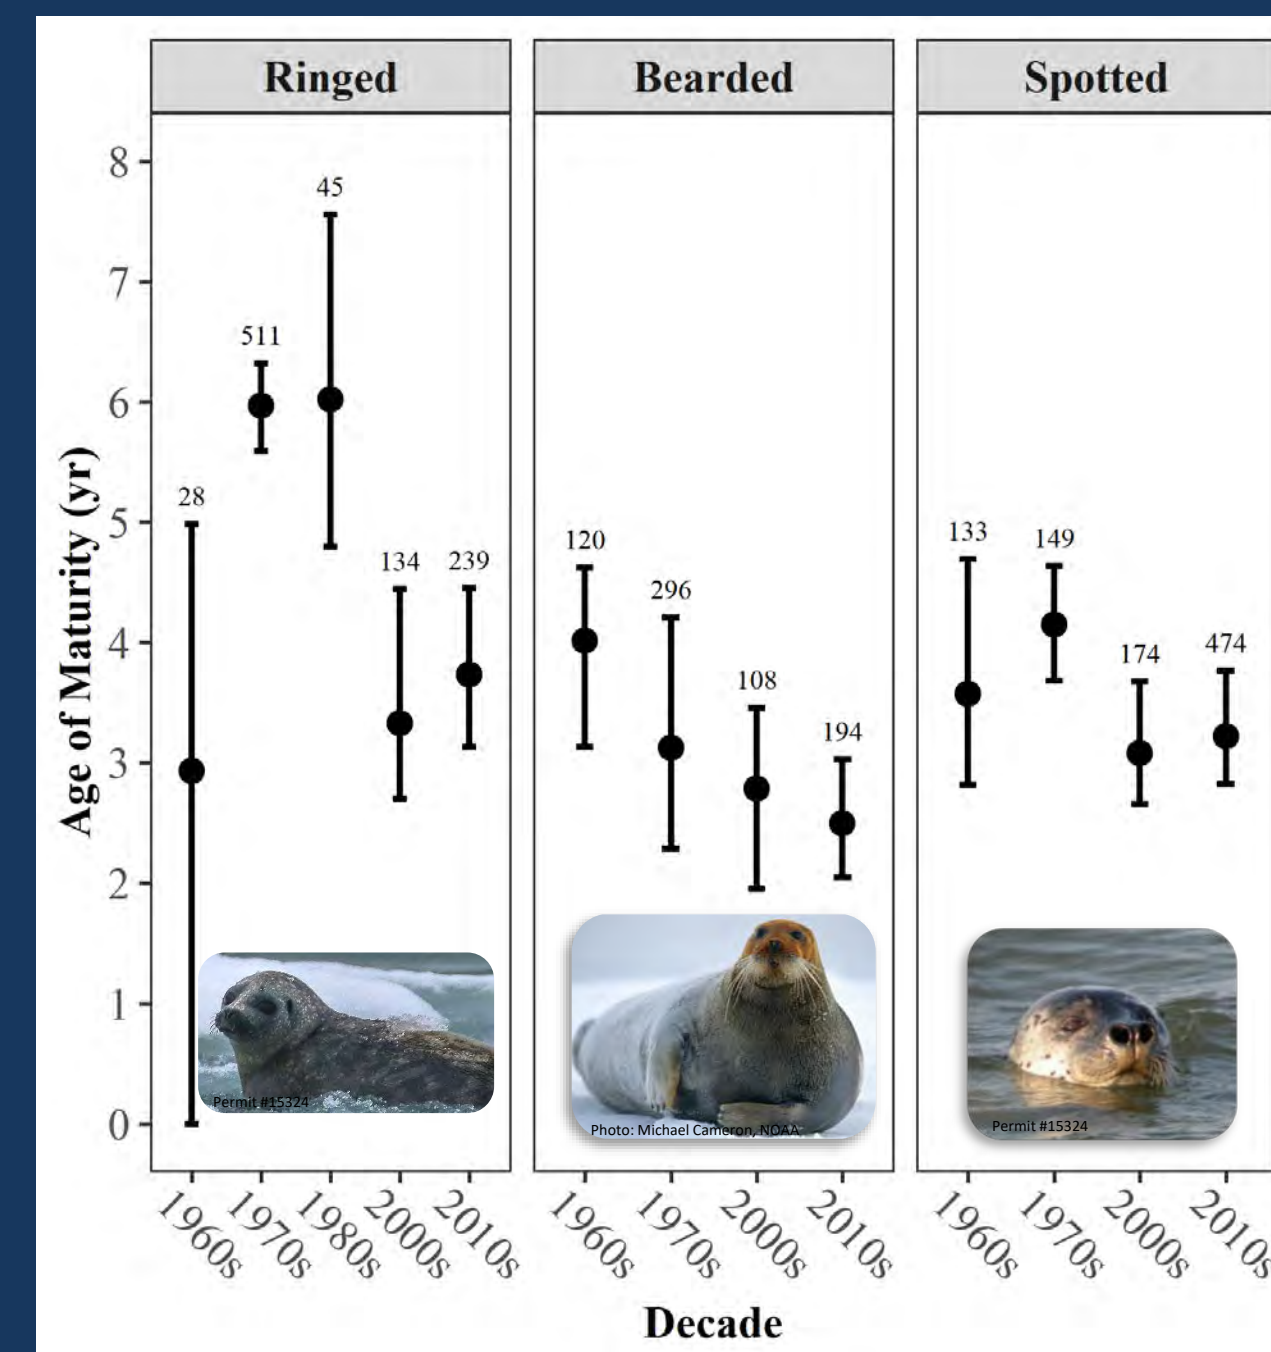 Ringed
Bearded
Spotted
Age of Maturity (yr)
8
7
6
5
4
3
2
1
0
28
511
45
134
239
120
296
108
194
133
149
174
474
Permit #15324
Photo: Michael Cameron, NOAA
Permit #15324
1960s
1970s
1980s
2000s
2010s
1960s
1970s
2000s
2010s
1960s
1970s
2000s
2010s
Decade